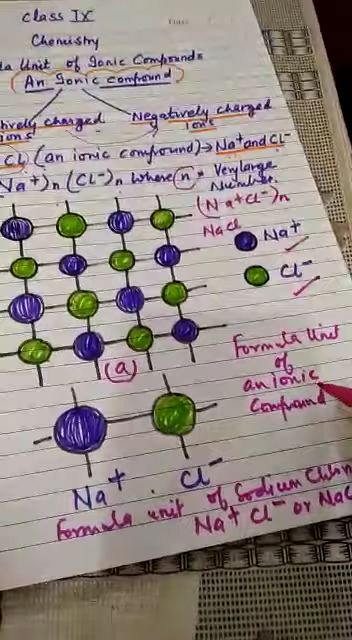 Class IX
Chemistry
Unit of Ionic Compounds
An Ionic compound
charged ions
Negatively charged ions
Cl (an ionic compound) → Na⁺ and Cl⁻
Na⁺)n (Cl⁻)n where n = Very large Number.
(Na⁺Cl⁻)n
NaCl
Na⁺
Cl⁻
(a)
Formula Unit
of
an ionic
Compound
Na⁺ Cl⁻
Formula unit of Sodium
Na⁺ Cl⁻ or NaCl